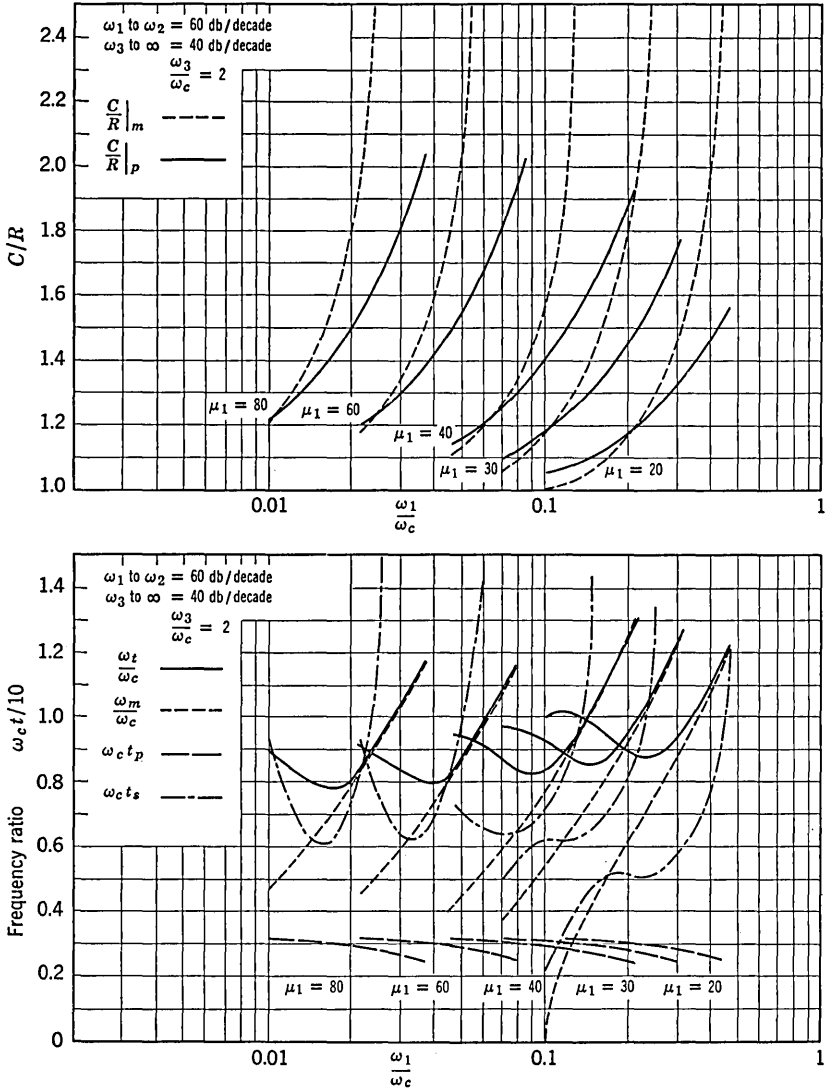 ω1 to ω2 = 60 db/decade
ω3 to ∞ = 40 db/decade
ω3/ωc = 2
C/R|m
C/R|p
2.4
2.2
2.0
1.8
1.6
1.4
1.2
1.0
C/R
μ1 = 80
μ1 = 60
μ1 = 40
μ1 = 30
μ1 = 20
0.01
ω1/ωc
0.1
1
ω1 to ω2 = 60 db/decade
ω3 to ∞ = 40 db/decade
ω3/ωc = 2
ωt/ωc
ωm/ωc
ωc tp
ωc ts
1.4
1.2
1.0
0.8
0.6
0.4
0.2
0
Frequency ratio ωc t/10
μ1 = 80
μ1 = 60
μ1 = 40
μ1 = 30
μ1 = 20
0.01
ω1/ωc
0.1
1